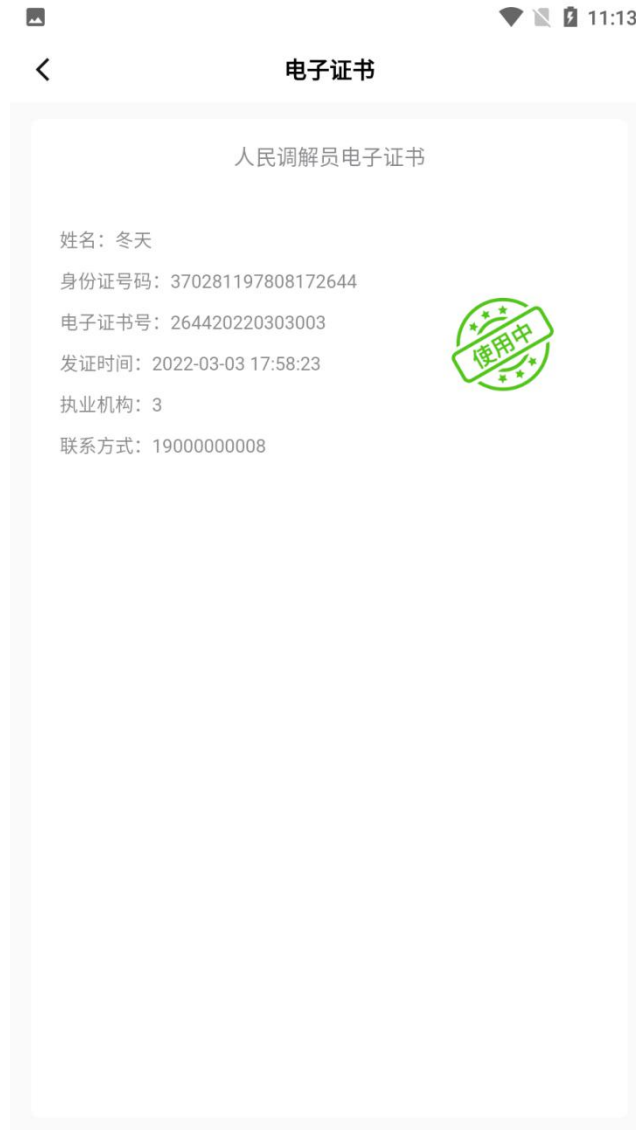 11:13
电子证书
人民调解员电子证书
姓名：冬天
身份证号码：370281197808172644
电子证书号：264420220303003
发证时间：2022-03-03 17:58:23
使用中
执业机构：3
联系方式：19000000008